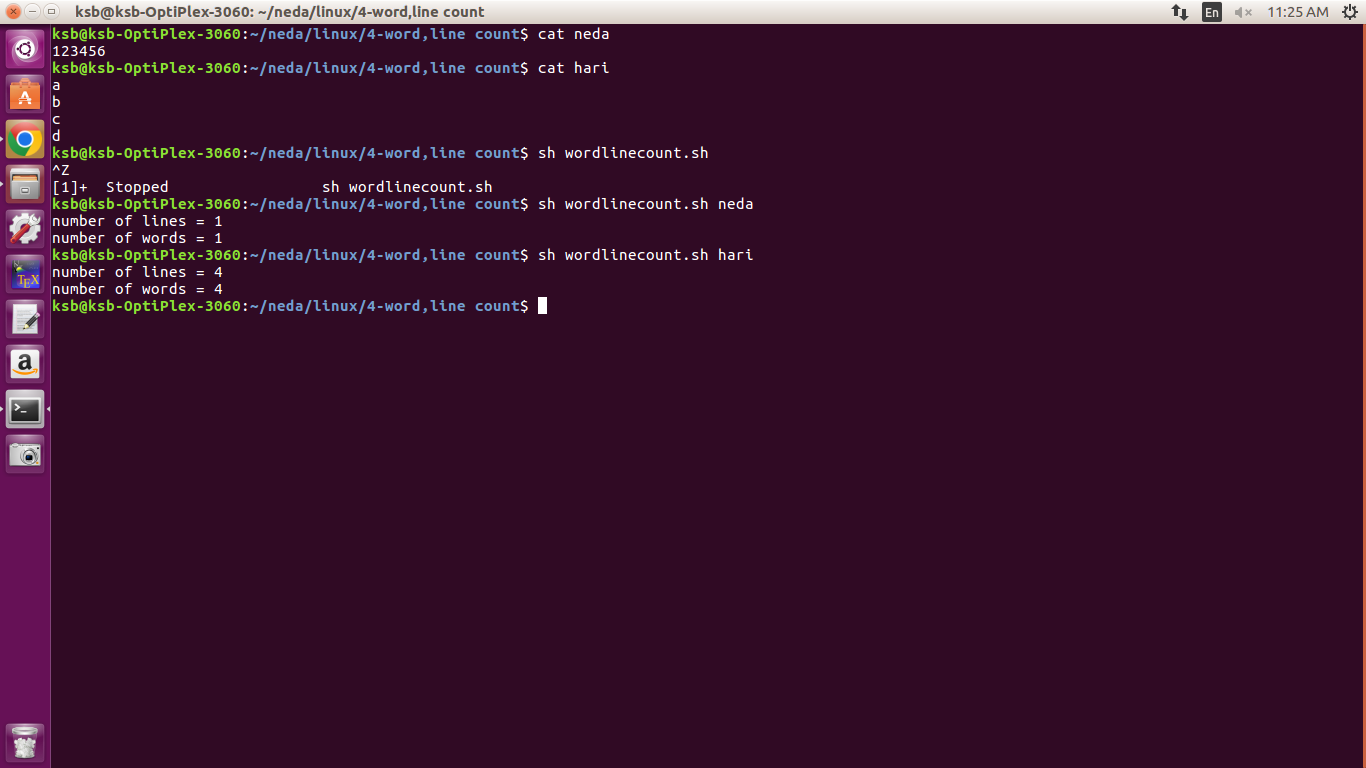 ksb@ksb-OptiPlex-3060: ~/neda/linux/4-word,line count
En
11:25 AM
ksb@ksb-OptiPlex-3060:~/neda/linux/4-word,line count$ cat neda
123456
ksb@ksb-OptiPlex-3060:~/neda/linux/4-word,line count$ cat hari
a
b
c
d
ksb@ksb-OptiPlex-3060:~/neda/linux/4-word,line count$ sh wordlinecount.sh
^Z
[1]+  Stopped                 sh wordlinecount.sh
ksb@ksb-OptiPlex-3060:~/neda/linux/4-word,line count$ sh wordlinecount.sh neda
number of lines = 1
number of words = 1
ksb@ksb-OptiPlex-3060:~/neda/linux/4-word,line count$ sh wordlinecount.sh hari
number of lines = 4
number of words = 4
ksb@ksb-OptiPlex-3060:~/neda/linux/4-word,line count$
TEX
a
>_